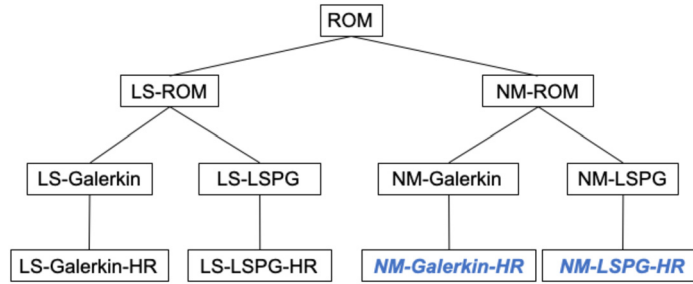 ROM
LS-ROM NM-ROM
LS-Galerkin LS-LSPG NM-Galerkin NM-LSPG
LS-Galerkin-HR LS-LSPG-HR NM-Galerkin-HR NM-LSPG-HR